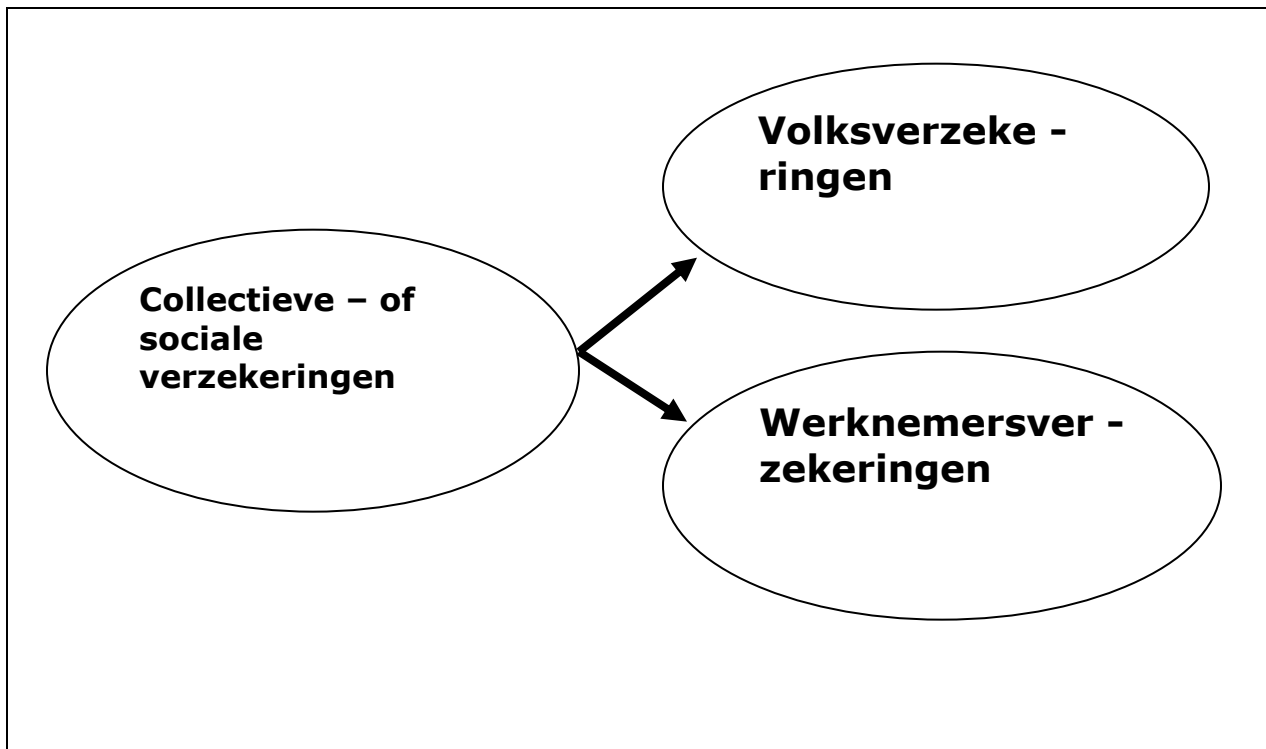 Volksverzeke -
ringen
Collectieve – of
sociale
verzekeringen
Werknemersver -
zekeringen